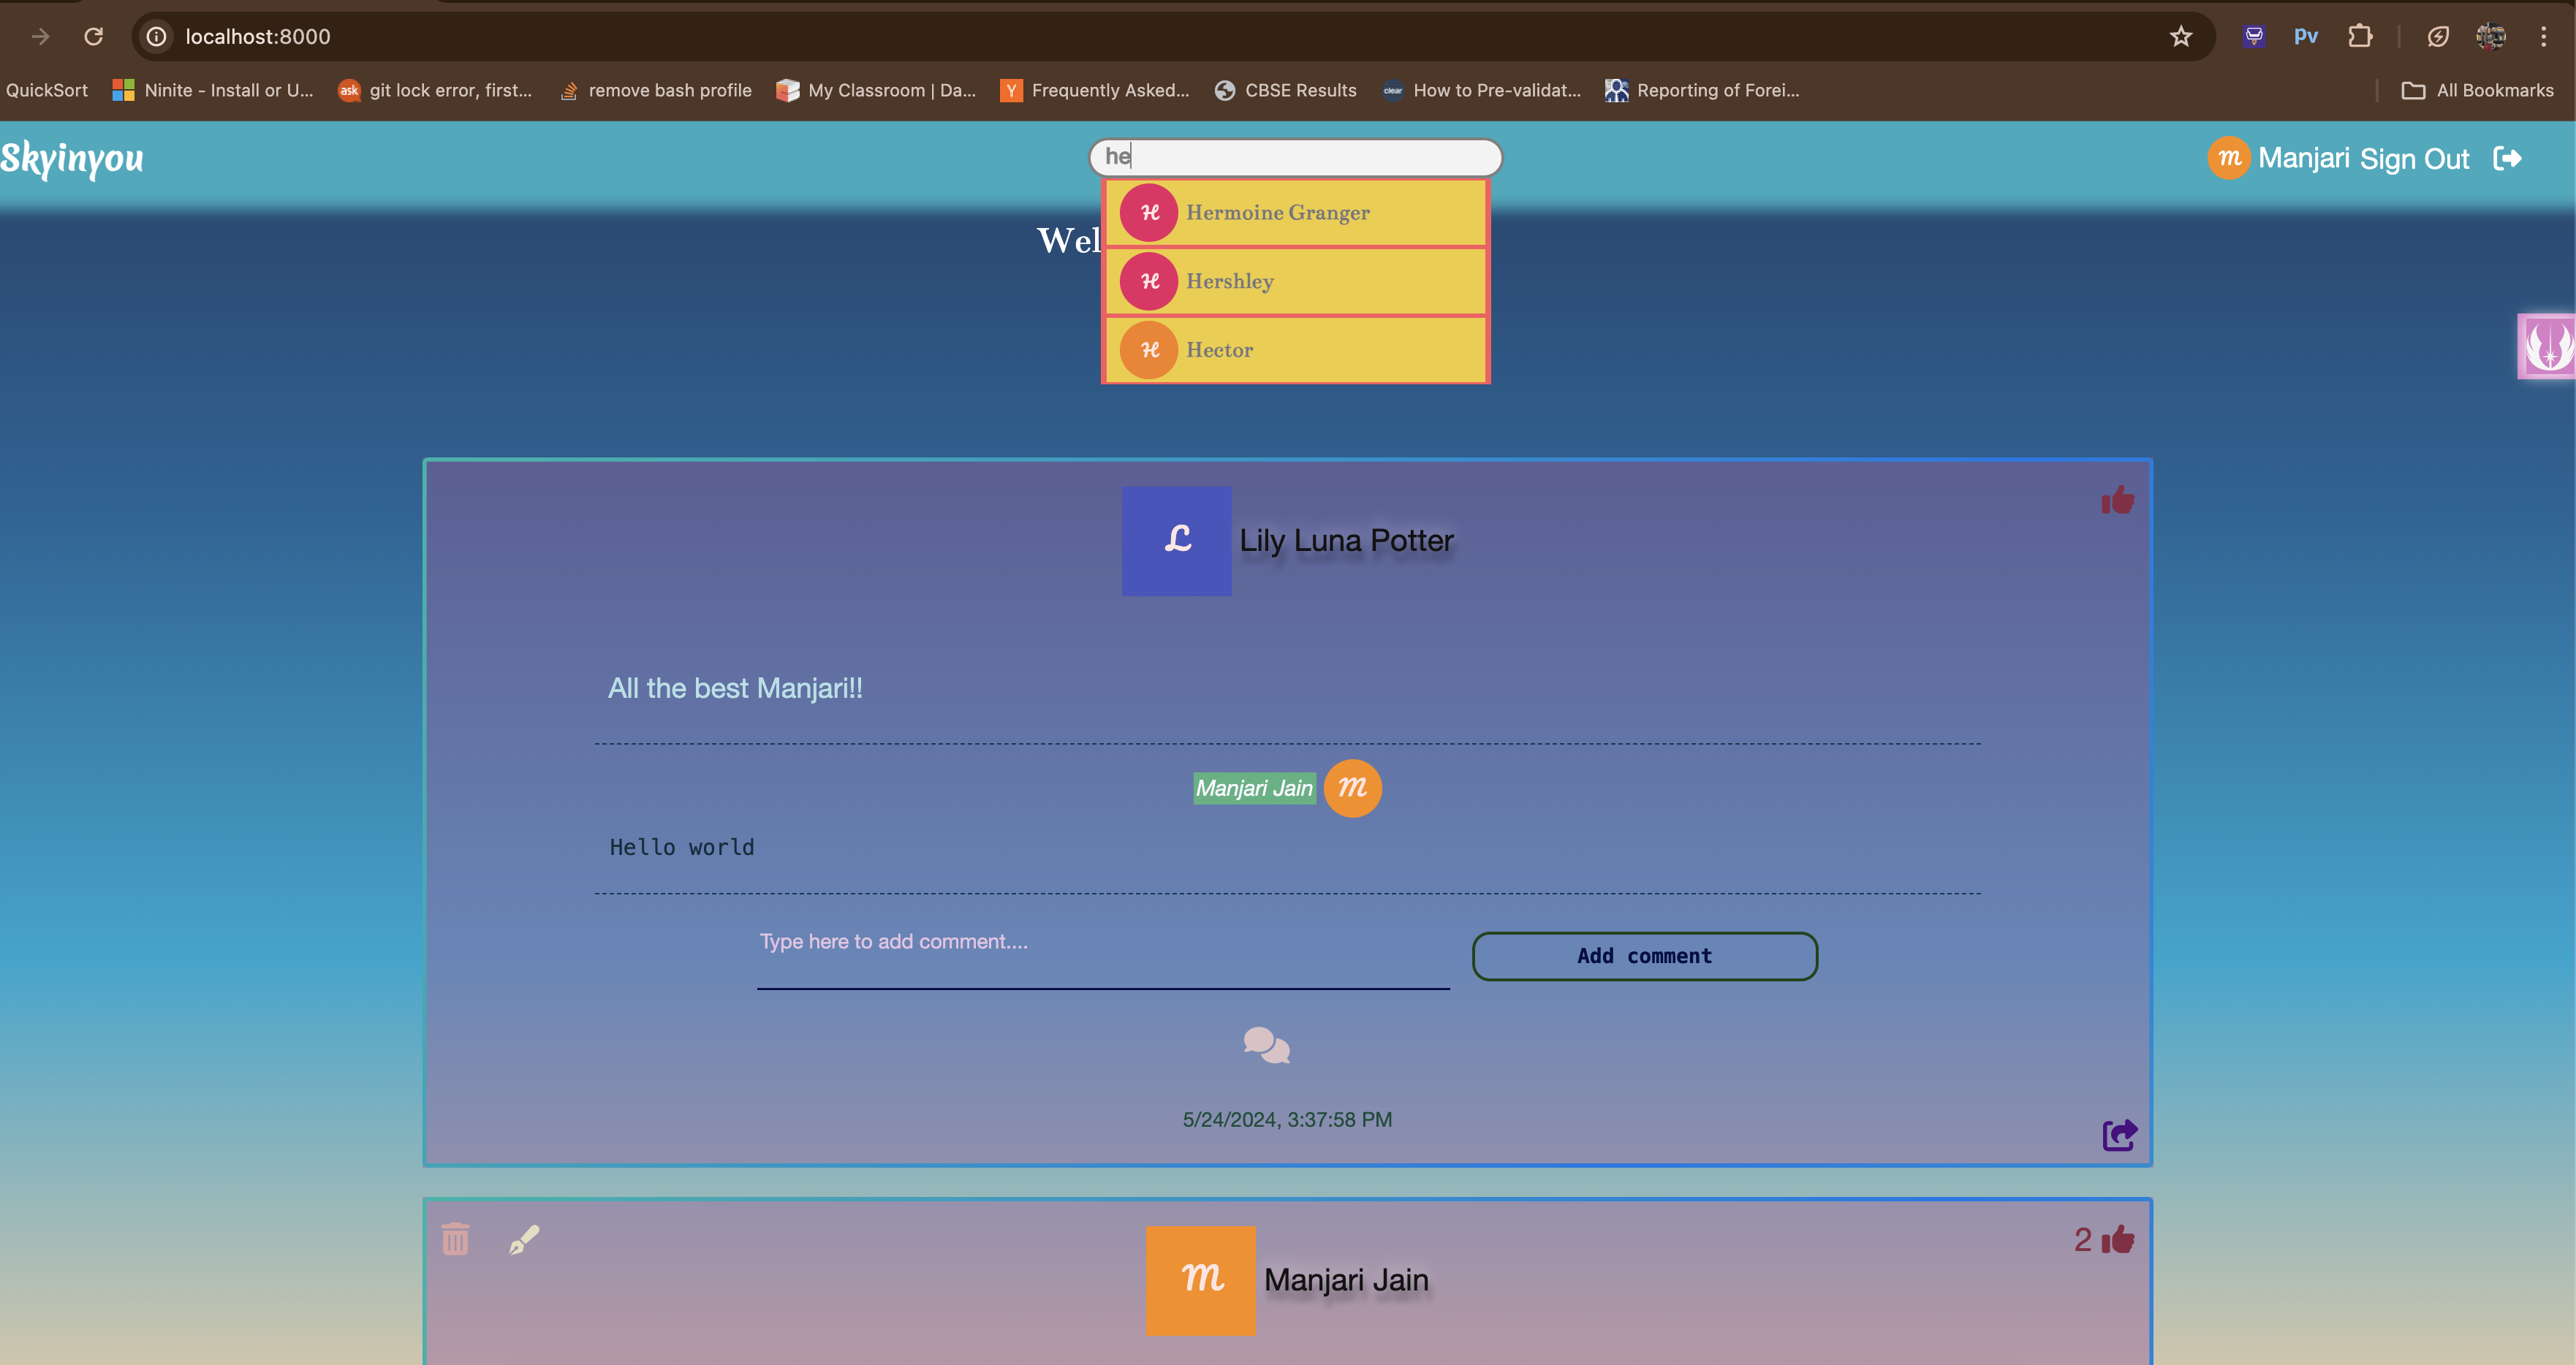 localhost:8000
pv
QuickSort
Ninite - Install or U...
ask
git lock error, first...
remove bash profile
My Classroom | Da...
Y
Frequently Asked...
CBSE Results
clear
How to Pre-validat...
Reporting of Forei...
All Bookmarks
Skyinyou
he
m
Manjari
Sign Out
Wel
H
Hermoine Granger
H
Hershley
H
Hector
L
Lily Luna Potter
All the best Manjari!!
Manjari Jain
m
Hello world
Type here to add comment....
Add comment
5/24/2024, 3:37:58 PM
2
m
Manjari Jain